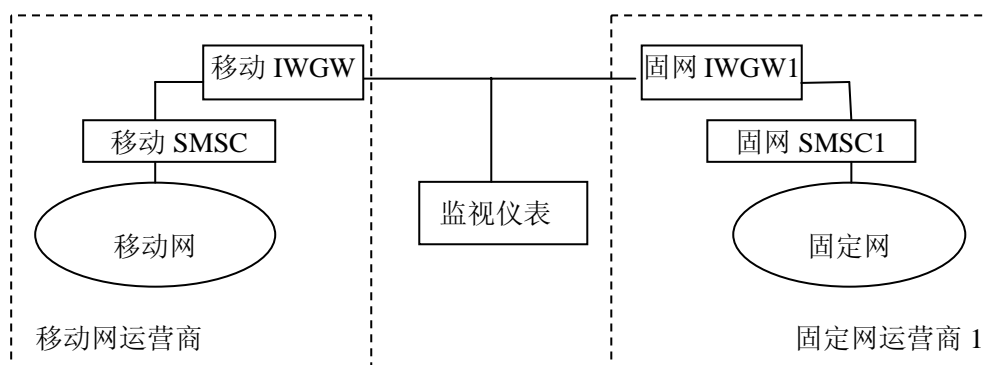 移动 IWGW
固网 IWGW1
移动 SMSC
固网 SMSC1
监视仪表
移动网
固定网
移动网运营商
固定网运营商 1